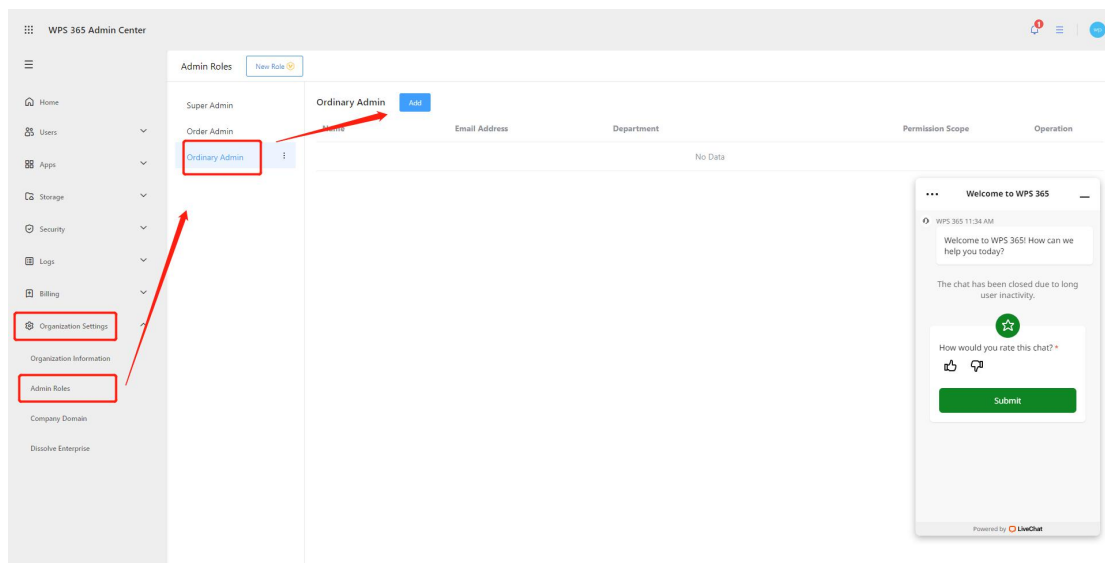 WPS 365 Admin Center
1
Admin Roles
New Role
Home
Users
Apps
Storage
Security
Logs
Billing
Organization Settings
Organization Information
Admin Roles
Company Domain
Dissolve Enterprise
Super Admin
Order Admin
Ordinary Admin
Ordinary Admin
Add
Name
Email Address
Department
Permission Scope
Operation
No Data
Welcome to WPS 365
WPS 365 11:34 AM
Welcome to WPS 365! How can we
help you today?
The chat has been closed due to long
user inactivity.
How would you rate this chat? *
Submit
Powered by LiveChat